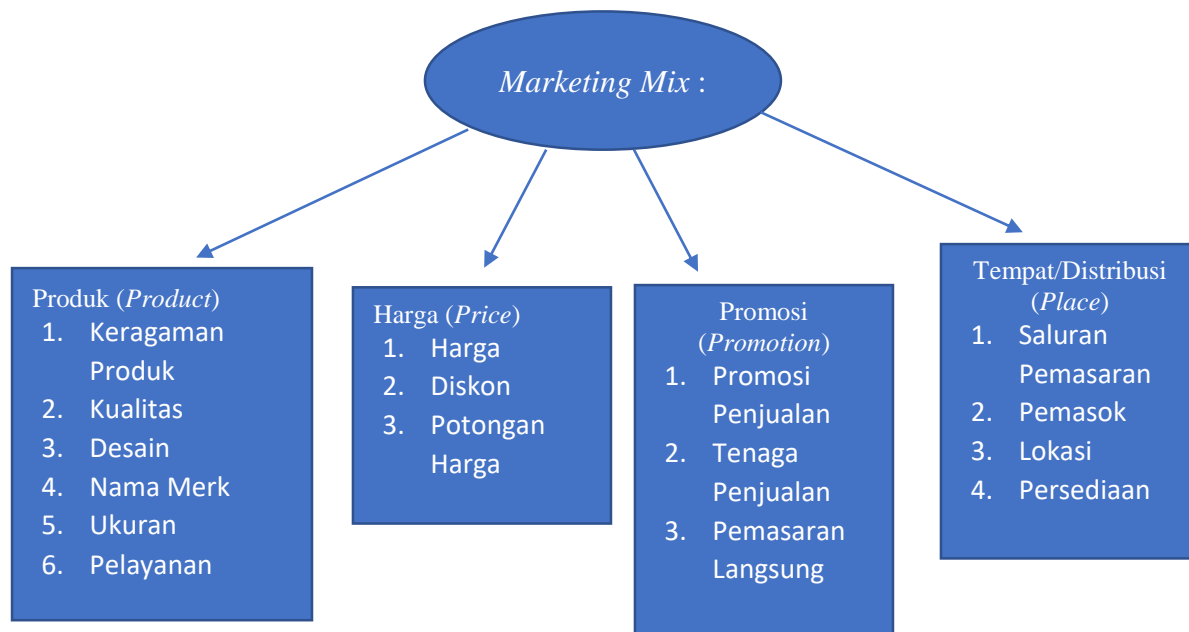 Marketing Mix :
Produk (Product)
1. Keragaman
Produk
2. Kualitas
3. Desain
4. Nama Merk
5. Ukuran
6. Pelayanan
Harga (Price)
1. Harga
2. Diskon
3. Potongan
Harga
Promosi
(Promotion)
1. Promosi
Penjualan
2. Tenaga
Penjualan
3. Pemasaran
Langsung
Tempat/Distribusi
(Place)
1. Saluran
Pemasaran
2. Pemasok
3. Lokasi
4. Persediaan